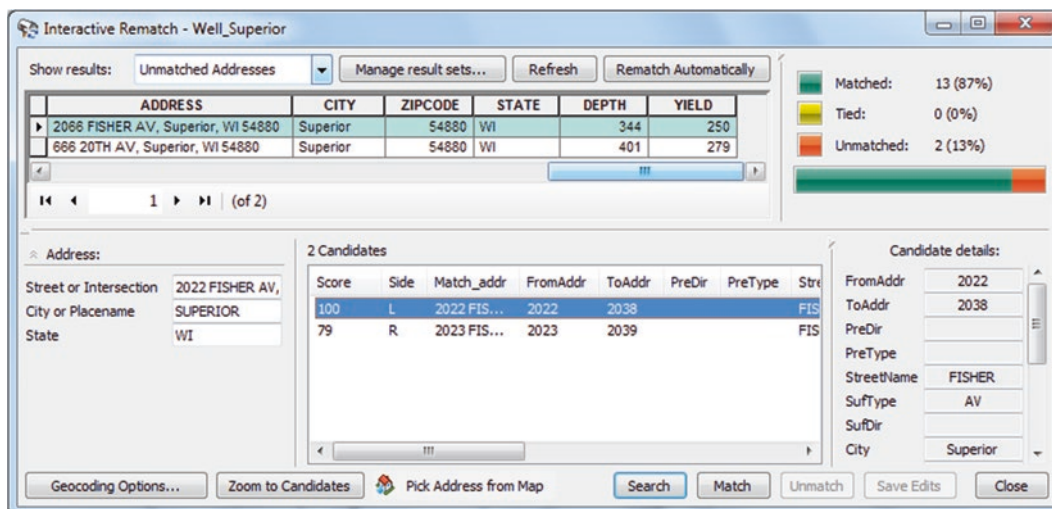 Interactive Rematch - Well_Superior
Show results: Unmatched Addresses Manage result sets... Refresh Rematch Automatically
ADDRESS CITY ZIPCODE STATE DEPTH YIELD
2066 FISHER AV, Superior, WI 54880 Superior 54880 WI 344 250
666 20TH AV, Superior, WI 54880 Superior 54880 WI 401 279
1 (of 2)
Matched: 13 (87%)
Tied: 0 (0%)
Unmatched: 2 (13%)
Address:
Street or Intersection 2022 FISHER AV,
City or Placename SUPERIOR
State WI
2 Candidates
Score Side Match_addr FromAddr ToAddr PreDir PreType Stre
100 L 2022 FIS... 2022 2038 FIS
79 R 2023 FIS... 2023 2039 FIS
Candidate details:
FromAddr 2022
ToAddr 2038
PreDir
PreType
StreetName FISHER
SufType AV
SufDir
City Superior
Geocoding Options... Zoom to Candidates Pick Address from Map Search Match Unmatch Save Edits Close